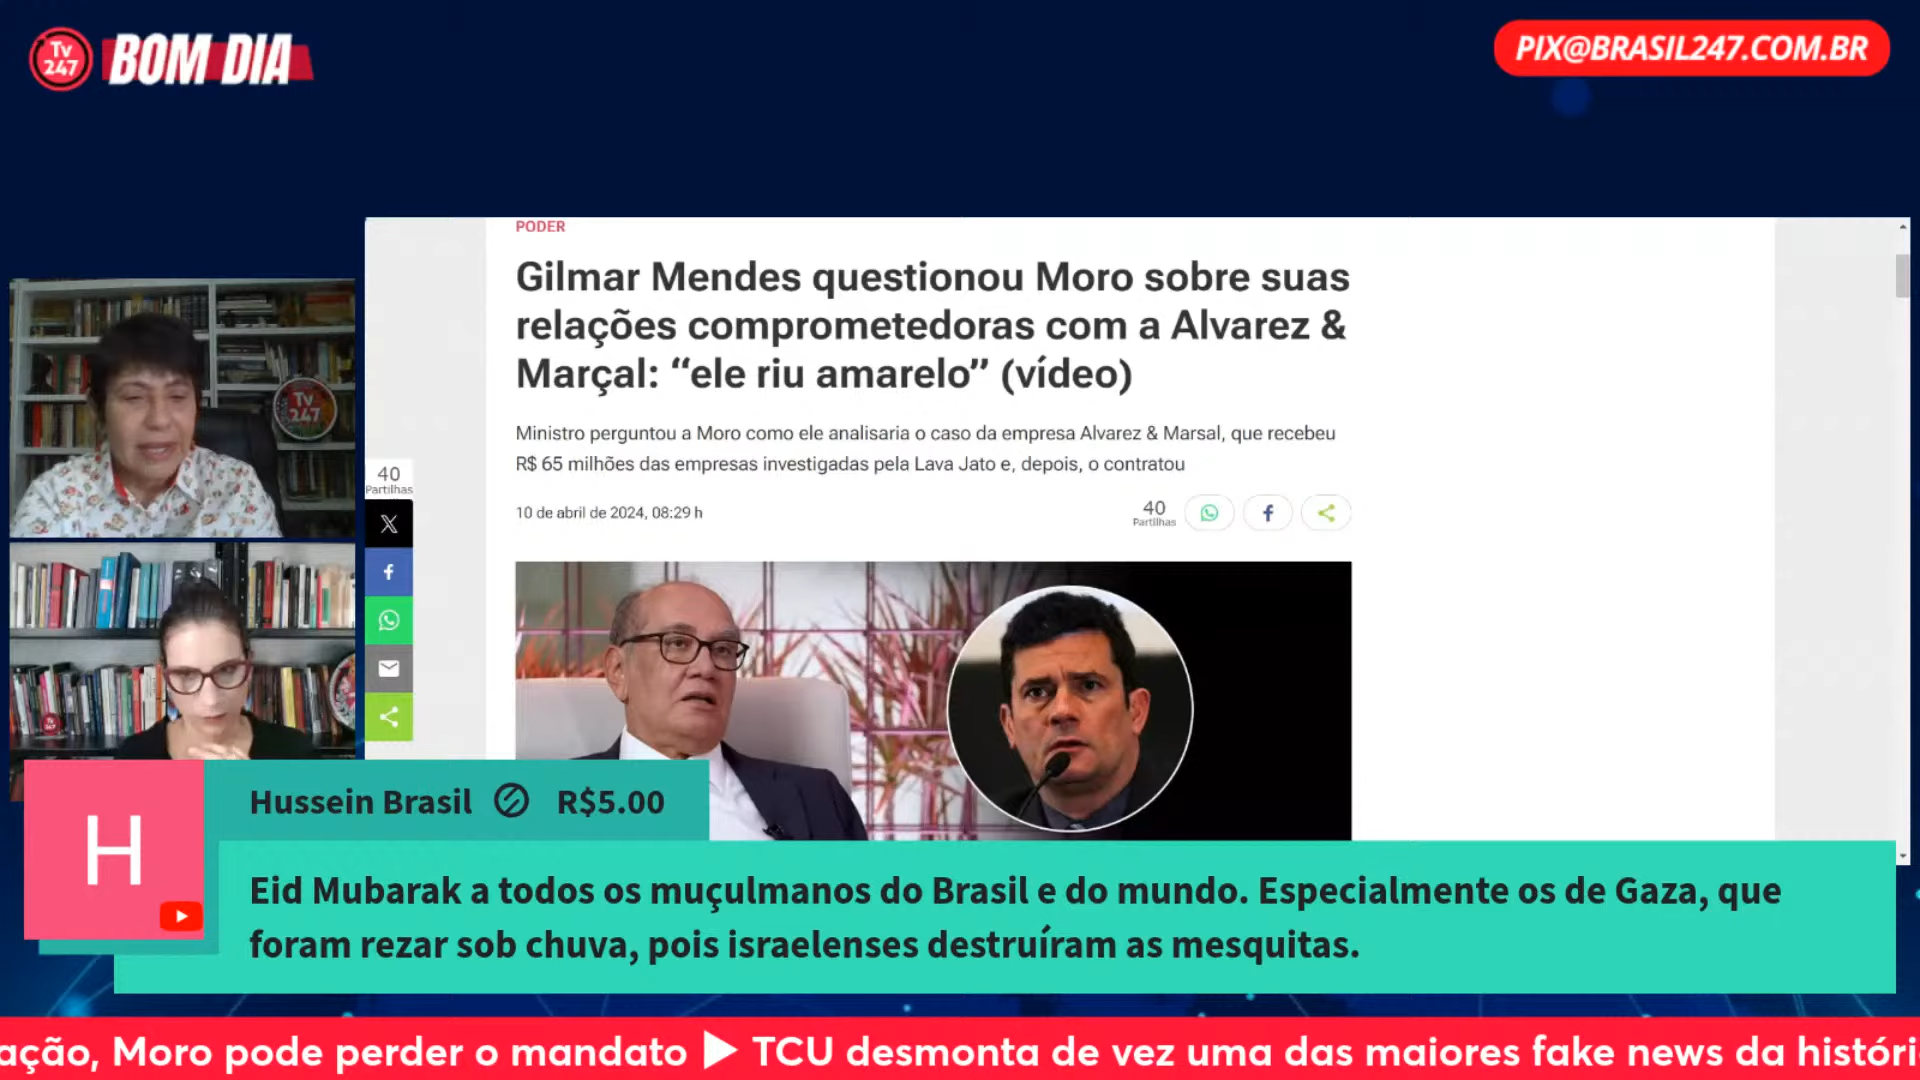 Tv
247
BOM DIA
PIX@BRASIL247.COM.BR
PODER
Gilmar Mendes questionou Moro sobre suas
relações comprometedoras com a Alvarez &
Marçal: “ele riu amarelo” (vídeo)
Ministro perguntou a Moro como ele analisaria o caso da empresa Alvarez & Marsal, que recebeu
R$ 65 milhões das empresas investigadas pela Lava Jato e, depois, o contratou
10 de abril de 2024, 08:29 h
40
Partilhas
40
Partilhas
Tv
247
Hussein Brasil R$5.00
H
Eid Mubarak a todos os muçulmanos do Brasil e do mundo. Especialmente os de Gaza, que
foram rezar sob chuva, pois israelenses destruíram as mesquitas.
ação, Moro pode perder o mandato ▶ TCU desmonta de vez uma das maiores fake news da históri